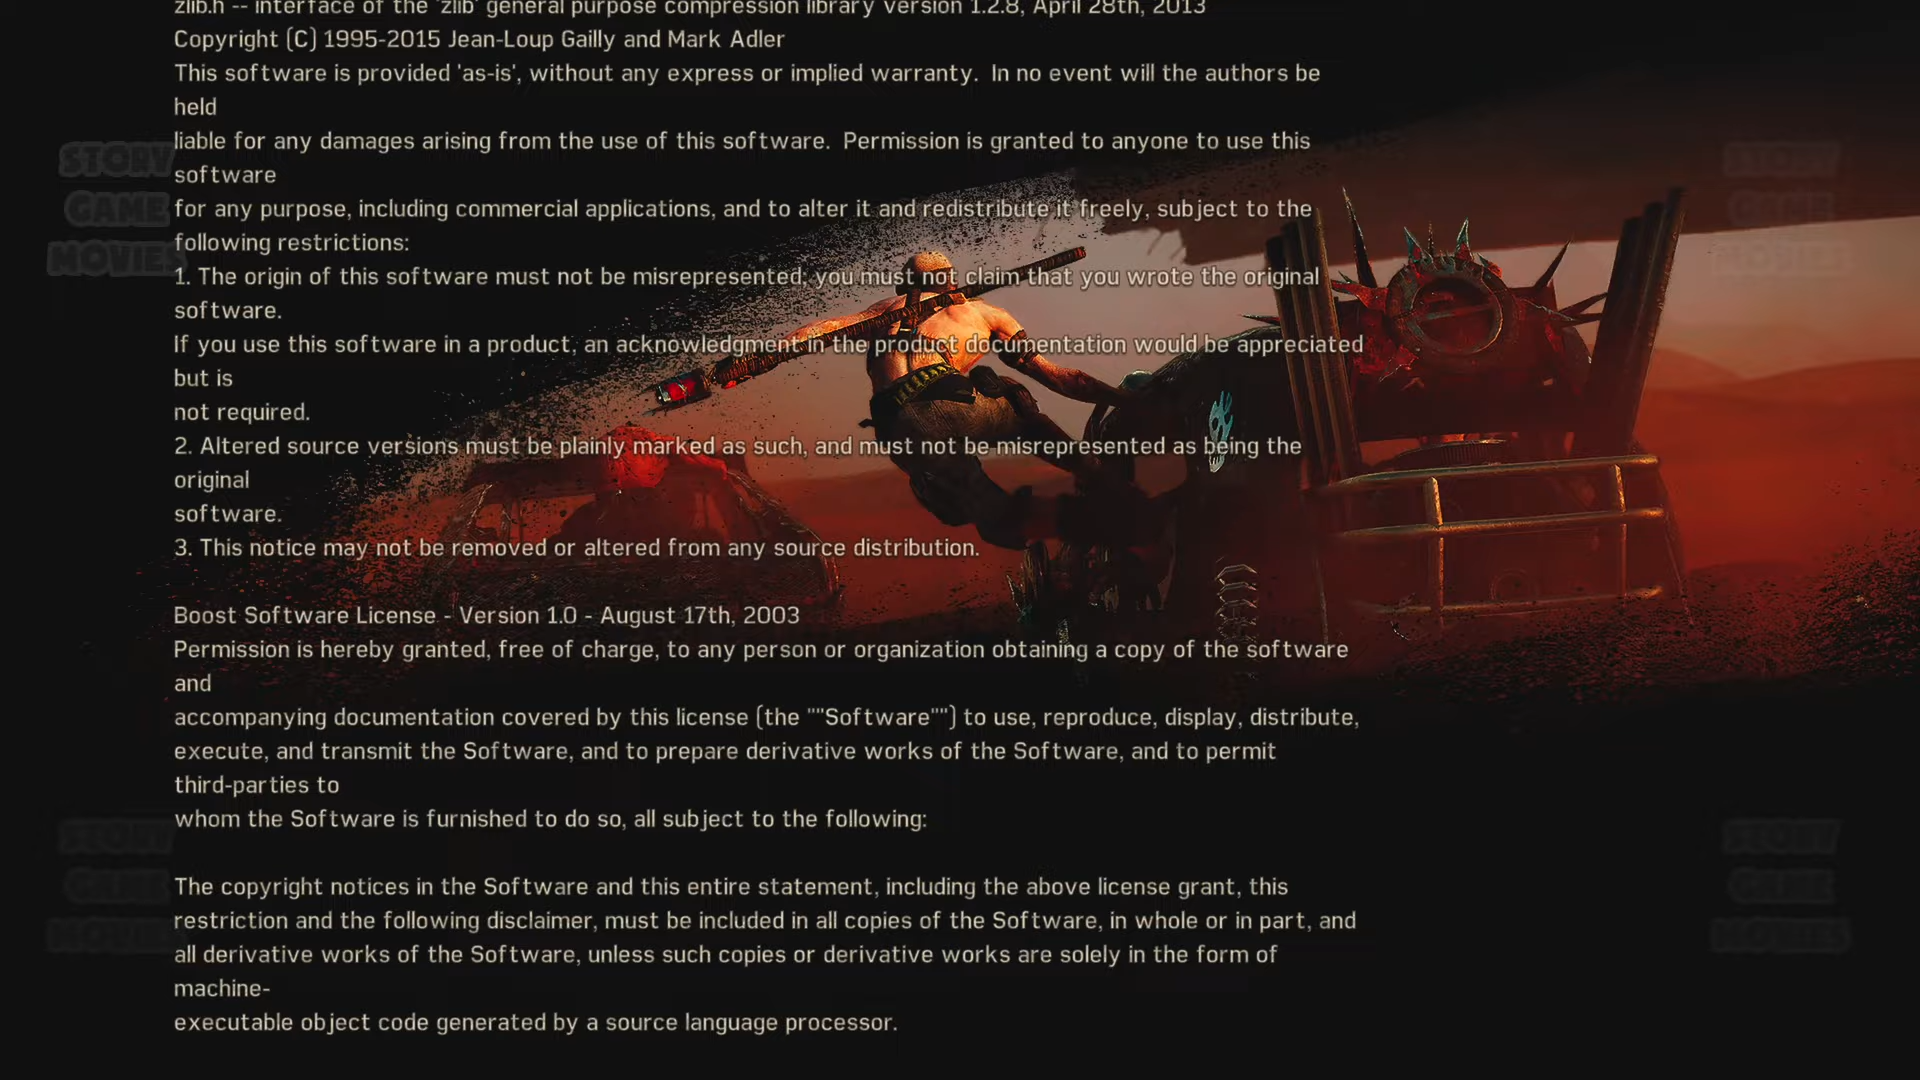 zlib.h -- interface of the 'zlib' general purpose compression library version 1.2.8, April 28th, 2013
Copyright (C) 1995-2015 Jean-Loup Gailly and Mark Adler
This software is provided 'as-is', without any express or implied warranty.  In no event will the authors be
held
liable for any damages arising from the use of this software.  Permission is granted to anyone to use this
software
for any purpose, including commercial applications, and to alter it and redistribute it freely, subject to the
following restrictions:
1. The origin of this software must not be misrepresented; you must not claim that you wrote the original
software.
If you use this software in a product, an acknowledgment in the product documentation would be appreciated
but is
not required.
2. Altered source versions must be plainly marked as such, and must not be misrepresented as being the
original
software.
3. This notice may not be removed or altered from any source distribution.
Boost Software License - Version 1.0 - August 17th, 2003
Permission is hereby granted, free of charge, to any person or organization obtaining a copy of the software
and
accompanying documentation covered by this license (the ""Software"") to use, reproduce, display, distribute,
execute, and transmit the Software, and to prepare derivative works of the Software, and to permit
third-parties to
whom the Software is furnished to do so, all subject to the following:
The copyright notices in the Software and this entire statement, including the above license grant, this
restriction and the following disclaimer, must be included in all copies of the Software, in whole or in part, and
all derivative works of the Software, unless such copies or derivative works are solely in the form of
machine-
executable object code generated by a source language processor.
STORY
GAME
MOVIES
STORY
GAME
MOVIES
STORY
GAME
MOVIES
STORY
GAME
MOVIES